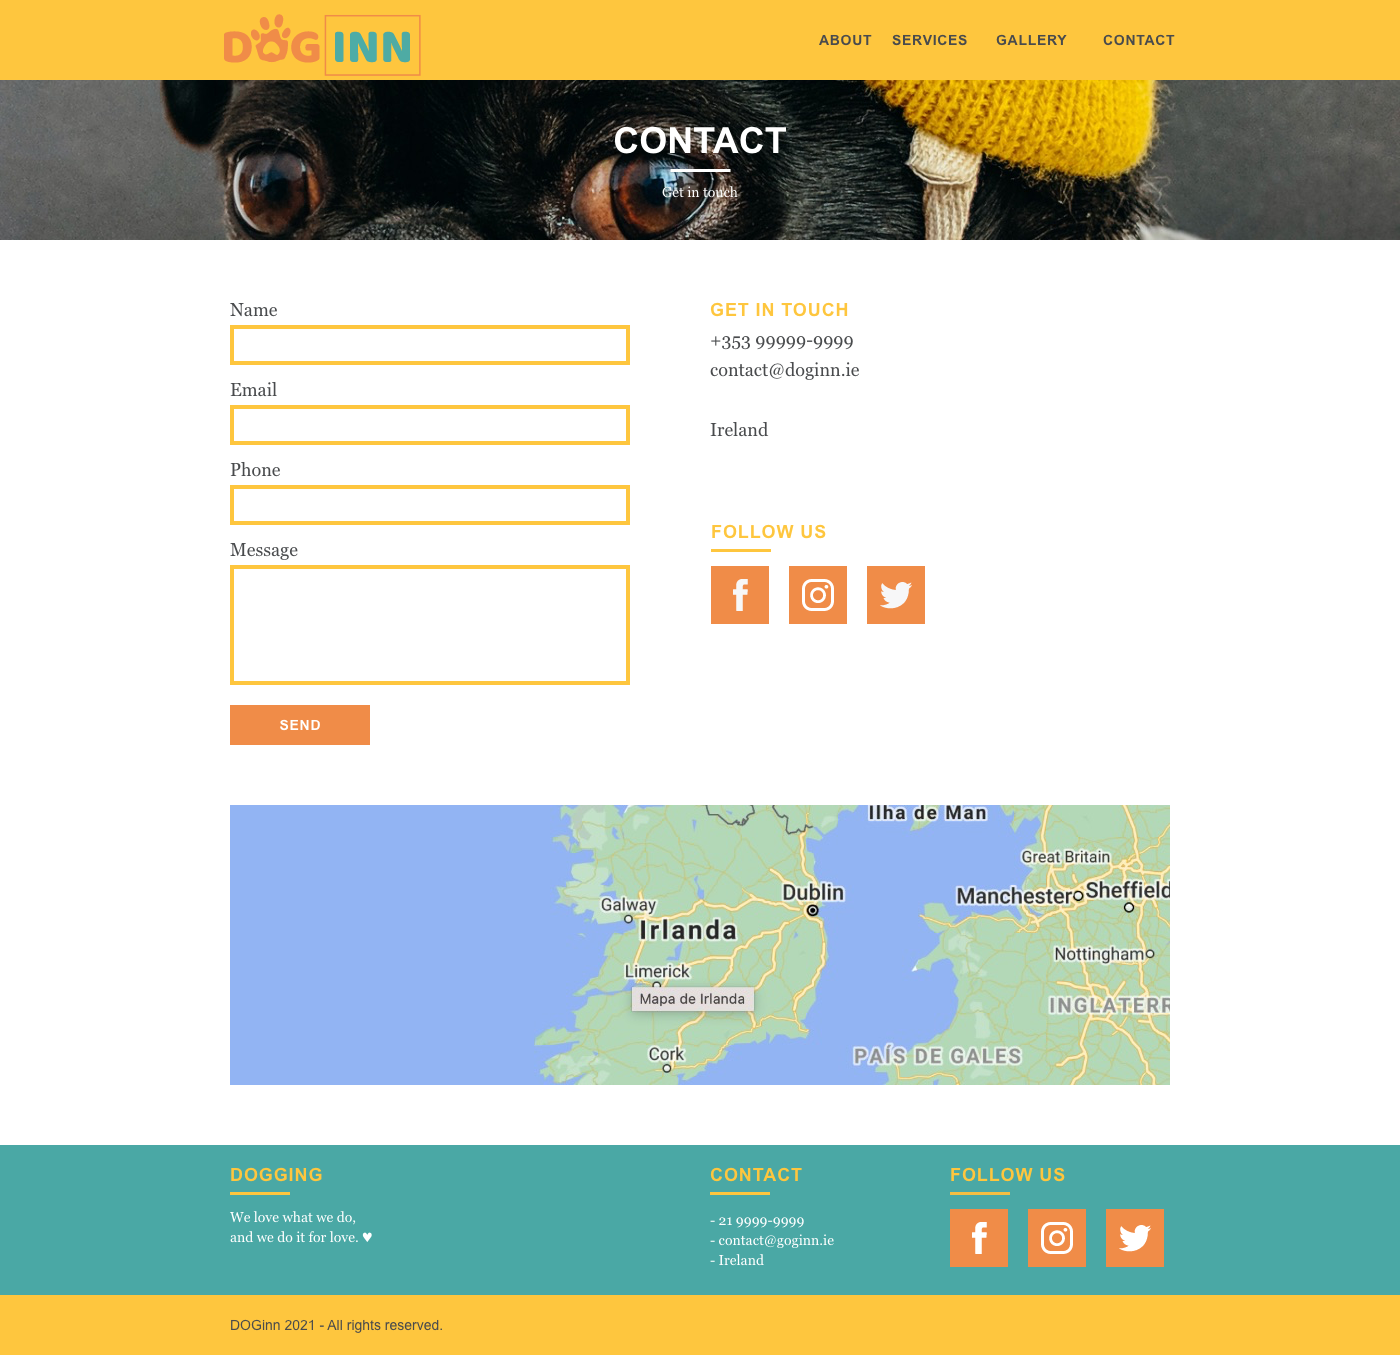 DOG INN
ABOUT SERVICES GALLERY CONTACT
CONTACT
Get in touch
Name
Email
Phone
Message
SEND
GET IN TOUCH
+353 99999-9999
contact@doginn.ie
Ireland
FOLLOW US
Ilha de Man
Great Britain
Dublin
Manchester
Sheffield
Galway
Irlanda
Nottingham
Limerick
Mapa de Irlanda
INGLATERR
Cork
PAÍS DE GALES
DOGGING
We love what we do,
and we do it for love. ♥
CONTACT
- 21 9999-9999
- contact@goginn.ie
- Ireland
FOLLOW US
DOGinn 2021 - All rights reserved.